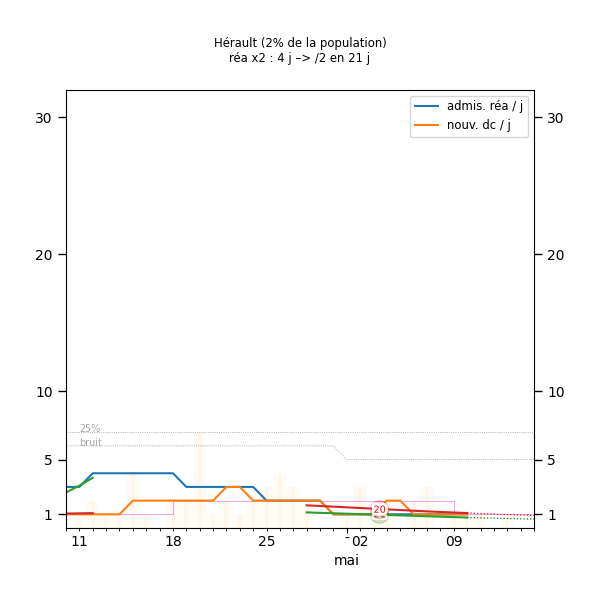 Hérault (2% de la population)
réa x2 : 4 j –> /2 en 21 j
admis. réa / j
nouv. dc / j
30 30
20 20
10 10
25%
bruit
5 5
20
1 1
11 18 25 02 09
mai